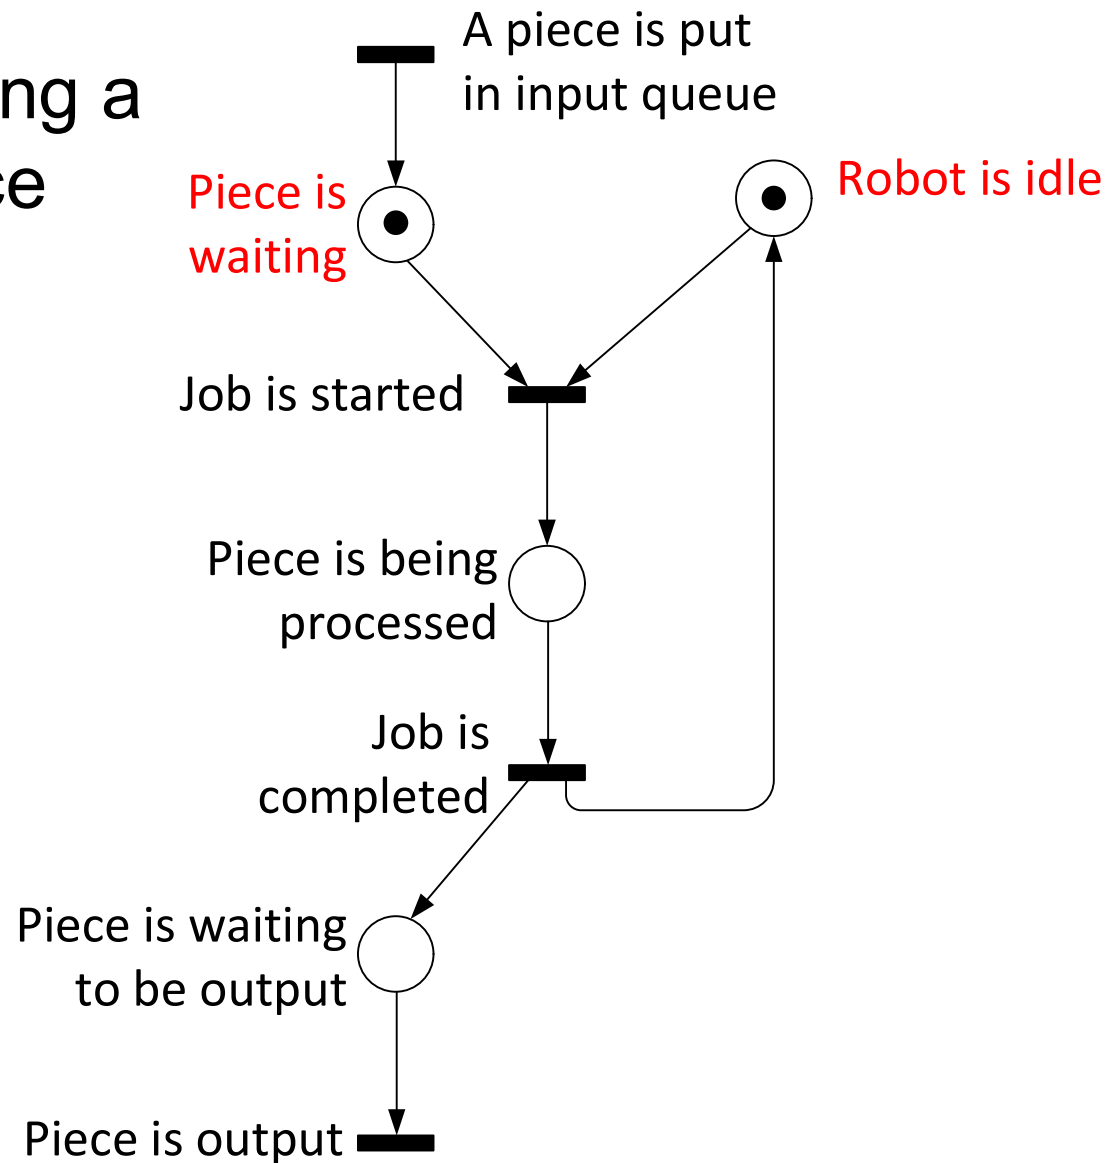 ng a
ce
A piece is put
in input queue
Piece is
waiting
Robot is idle
Job is started
Piece is being
processed
Job is
completed
Piece is waiting
to be output
Piece is output